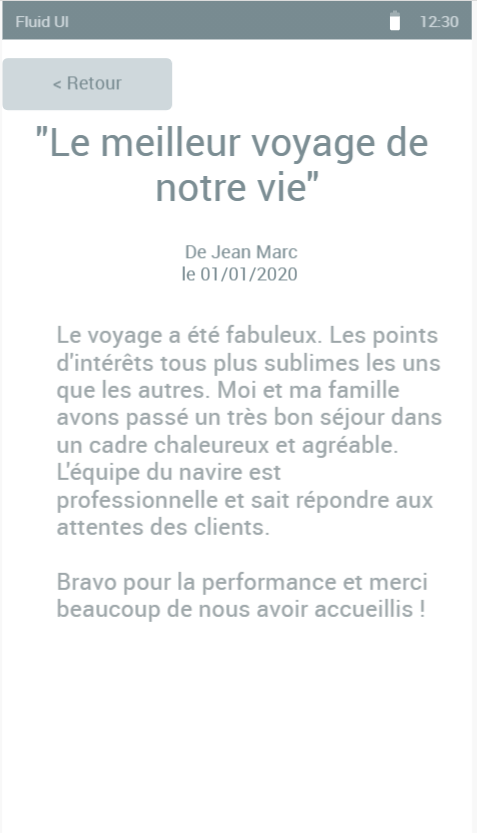 Fluid UI 12:30
< Retour
"Le meilleur voyage de
notre vie"
De Jean Marc
le 01/01/2020
Le voyage a été fabuleux. Les points
d'intérêts tous plus sublimes les uns
que les autres. Moi et ma famille
avons passé un très bon séjour dans
un cadre chaleureux et agréable.
L'équipe du navire est
professionnelle et sait répondre aux
attentes des clients.
Bravo pour la performance et merci
beaucoup de nous avoir accueillis !